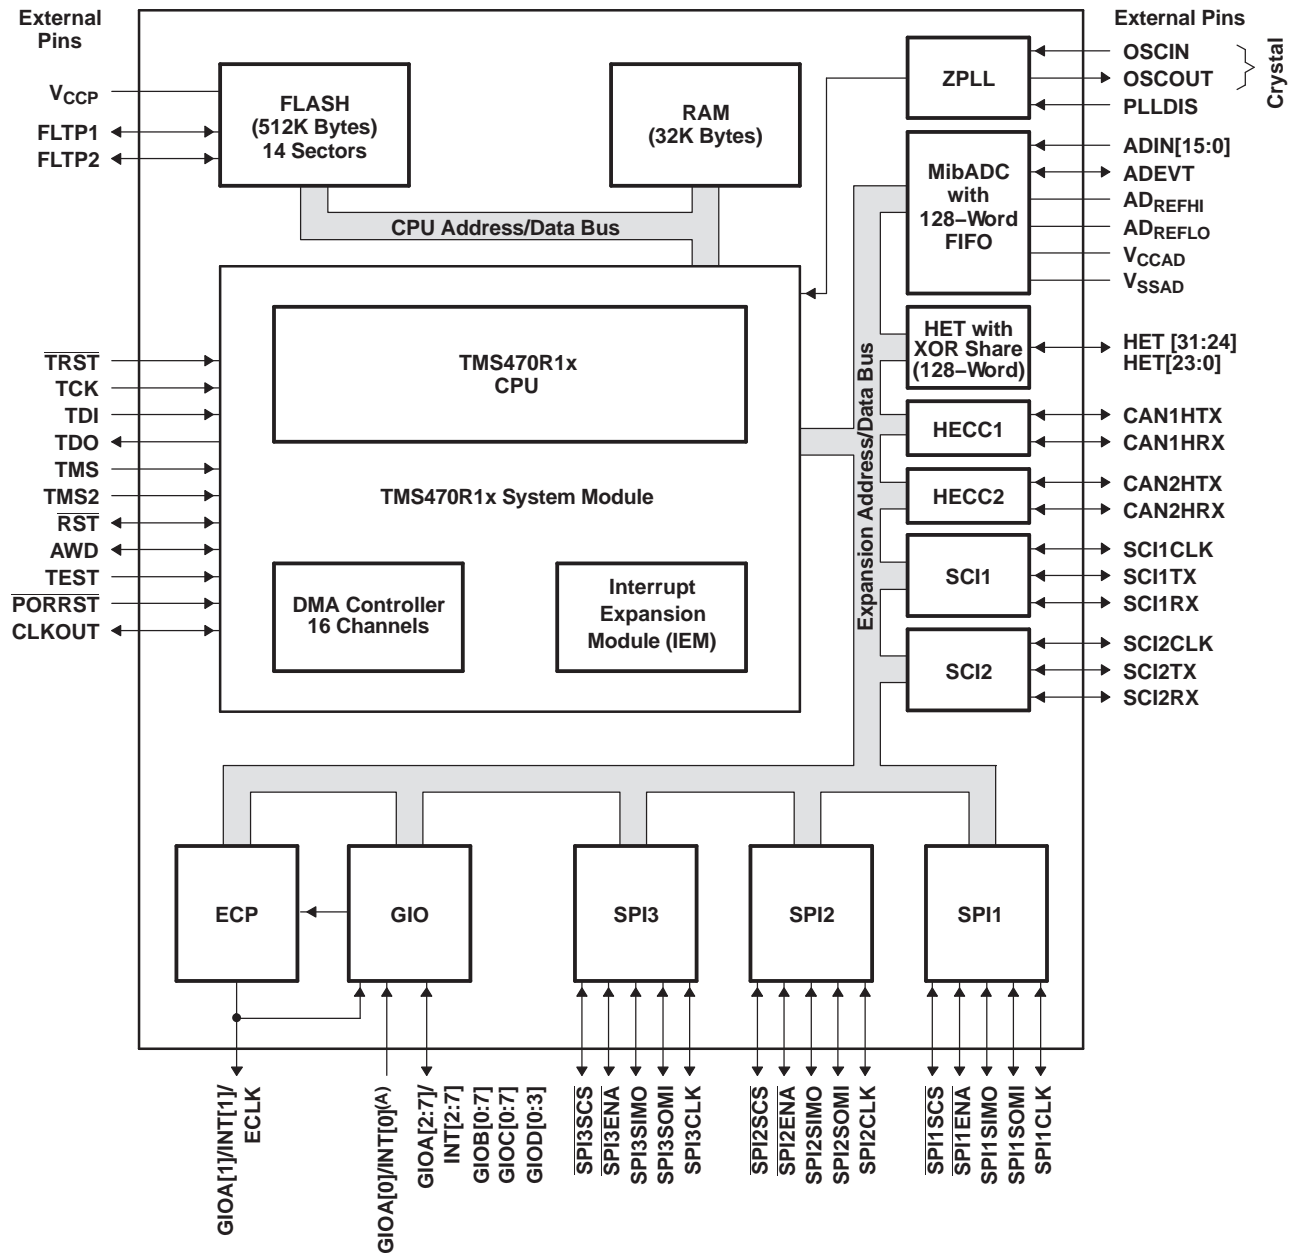 External
Pins
V_CCP
FLTP1
FLTP2
TRST
TCK
TDI
TDO
TMS
TMS2
RST
AWD
TEST
PORRST
CLKOUT
FLASH
(512K Bytes)
14 Sectors
RAM
(32K Bytes)
CPU Address/Data Bus
TMS470R1x
CPU
TMS470R1x System Module
DMA Controller
16 Channels
Interrupt
Expansion
Module (IEM)
Expansion Address/Data Bus
ZPLL
MibADC
with
128–Word
FIFO
HET with
XOR Share
(128–Word)
HECC1
HECC2
SCI1
SCI2
External Pins
OSCIN
OSCOUT
Crystal
PLLDIS
ADIN[15:0]
ADEVT
AD_REFHI
AD_REFLO
V_CCAD
V_SSAD
HET [31:24]
HET[23:0]
CAN1HTX
CAN1HRX
CAN2HTX
CAN2HRX
SCI1CLK
SCI1TX
SCI1RX
SCI2CLK
SCI2TX
SCI2RX
ECP
GIO
SPI3
SPI2
SPI1
GIOA[1]/INT[1]/
ECLK
GIOA[0]/INT[0](A)
GIOA[2:7]/
INT[2:7]
GIOB[0:7]
GIOC[0:7]
GIOD[0:3]
SPI3SCS
SPI3ENA
SPI3SIMO
SPI3SOMI
SPI3CLK
SPI2SCS
SPI2ENA
SPI2SIMO
SPI2SOMI
SPI2CLK
SPI1SCS
SPI1ENA
SPI1SIMO
SPI1SOMI
SPI1CLK